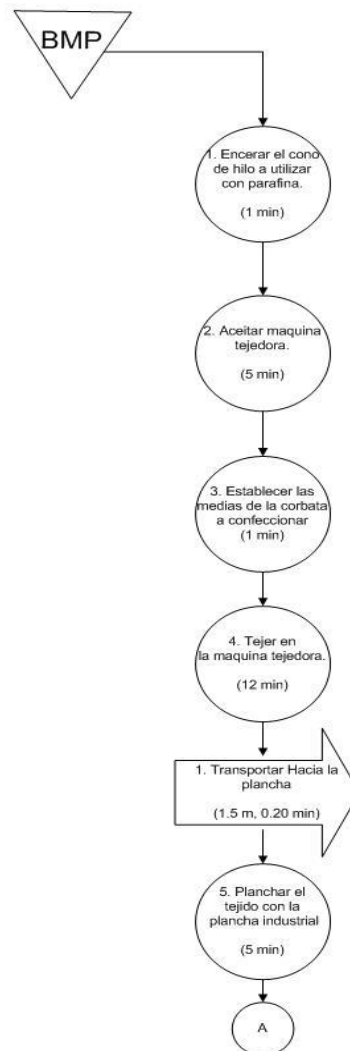 BMP
1. Encerar el cono
de hilo a utilizar
con parafina.
(1 min)
2. Aceitar maquina
tejedora.
(5 min)
3. Establecer las
medias de la corbata
a confeccionar
(1 min)
4. Tejer en
la maquina tejedora.
(12 min)
1. Transportar Hacia la
plancha
(1.5 m, 0.20 min)
5. Planchar el
tejido con la
plancha industrial
(5 min)
A